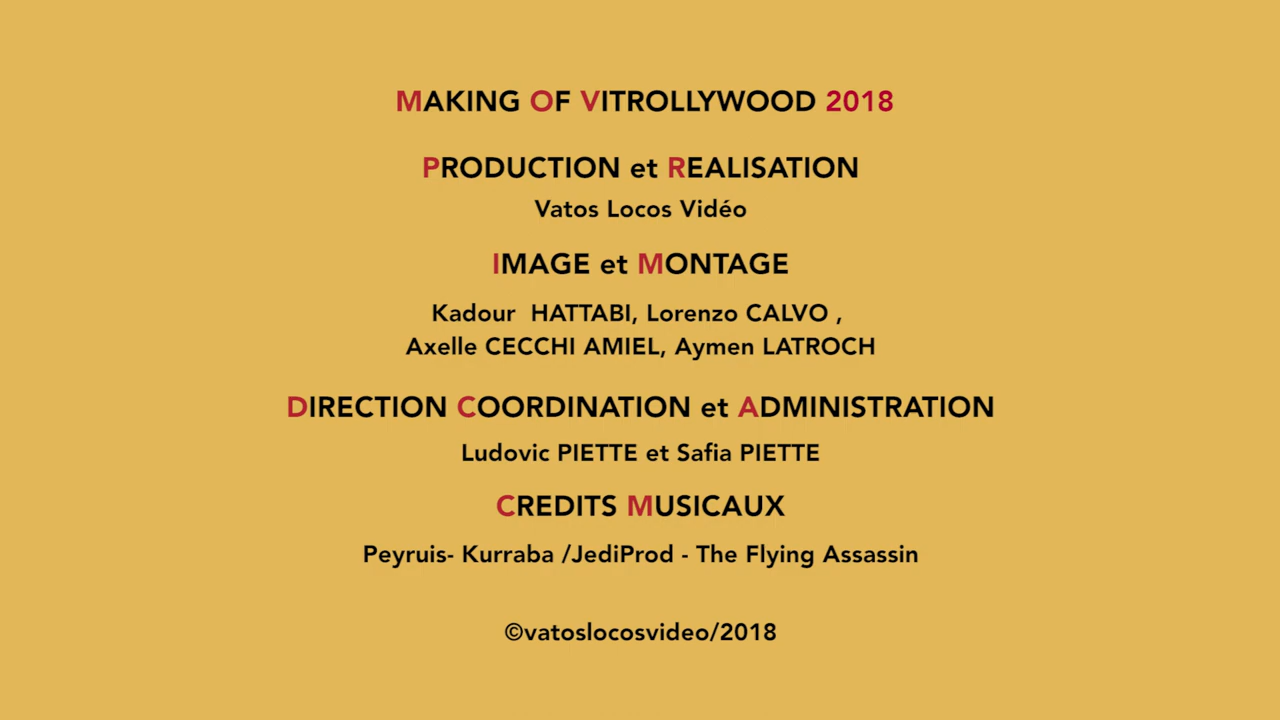 MAKING OF VITROLLYWOOD 2018
PRODUCTION et REALISATION
Vatos Locos Vidéo
IMAGE et MONTAGE
Kadour  HATTABI, Lorenzo CALVO ,
Axelle CECCHI AMIEL, Aymen LATROCH
DIRECTION COORDINATION et ADMINISTRATION
Ludovic PIETTE et Safia PIETTE
CREDITS MUSICAUX
Peyruis- Kurraba /JediProd - The Flying Assassin
©vatoslocosvideo/2018